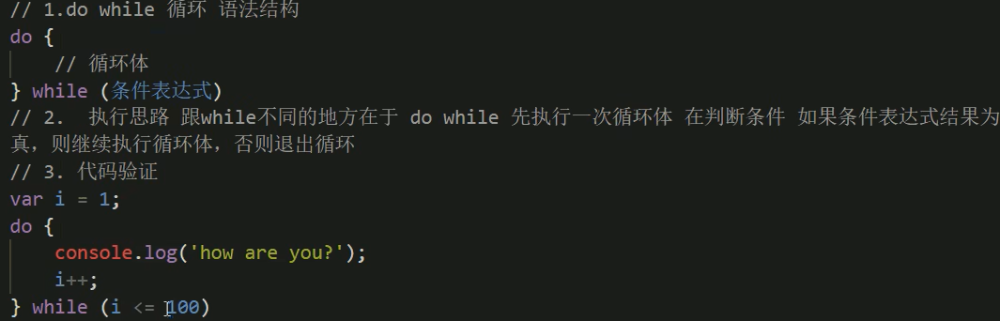 // 1.do while 循环 语法结构
do {
// 循环体
} while (条件表达式)
// 2. 执行思路 跟while不同的地方在于 do while 先执行一次循环体 在判断条件 如果条件表达式结果为
真，则继续执行循环体，否则退出循环
// 3. 代码验证
var i = 1;
do {
console.log('how are you?');
i++;
} while (i <= 100)